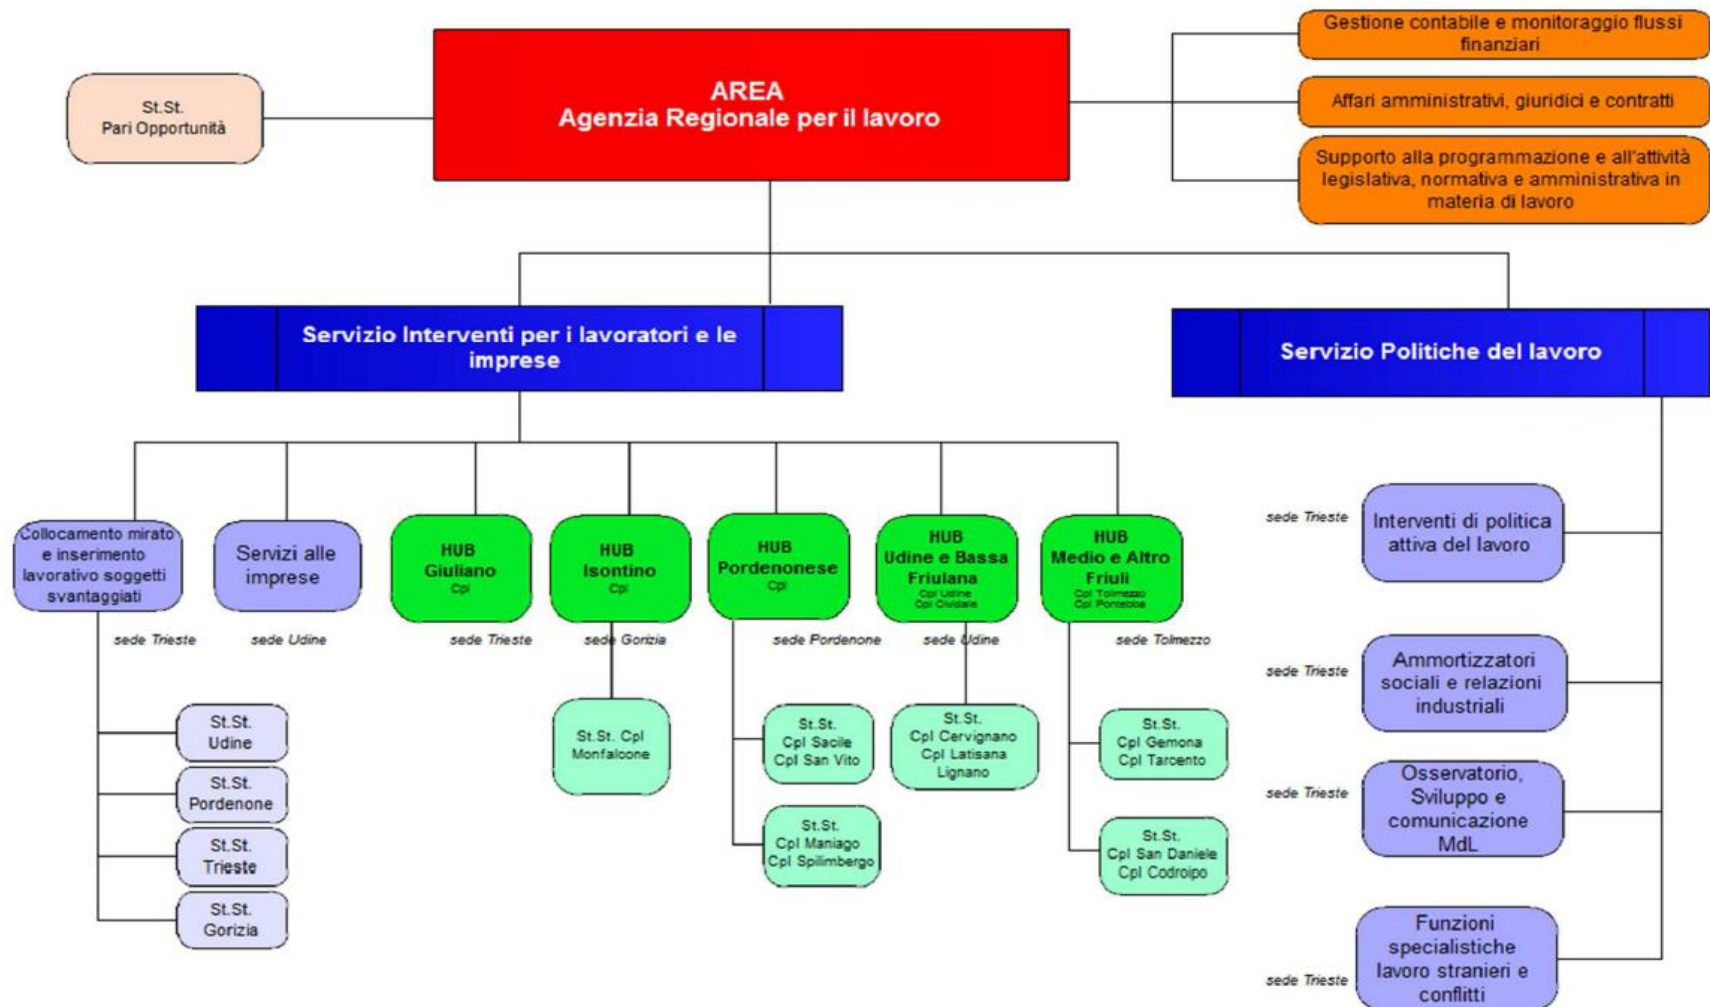 Gestione contabile e monitoraggio flussi
finanziari
AREA
Agenzia Regionale per il lavoro
St.St.
Pari Opportunità
Affari amministrativi, giuridici e contratti
Supporto alla programmazione e all'attività
legislativa, normativa e amministrativa in
materia di lavoro
Servizio Interventi per i lavoratori e le
imprese
Servizio Politiche del lavoro
Collocamento mirato
e inserimento
lavorativo soggetti
svantaggiati
sede Trieste
Servizi alle
imprese
sede Udine
HUB
Giuliano
Cpl
sede Trieste
HUB
Isontino
Cpl
sede Gorizia
HUB
Pordenonese
Cpl
sede Pordenone
HUB
Udine e Bassa
Friulana
Cpl Udine
Cpl Cividale
sede Udine
HUB
Medio e Altro
Friuli
Cpl Tolmezzo
Cpl Pontebba
sede Tolmezzo
St.St.
Udine
St.St.
Pordenone
St.St.
Trieste
St.St.
Gorizia
St.St. Cpl
Monfalcone
St.St.
Cpl Sacile
Cpl San Vito
St.St.
Cpl Maniago
Cpl Spilimbergo
St.St.
Cpl Cervignano
Cpl Latisana
Lignano
St.St.
Cpl Gemona
Cpl Tarcento
St.St.
Cpl San Daniele
Cpl Codroipo
sede Trieste
Interventi di politica
attiva del lavoro
sede Trieste
Ammortizzatori
sociali e relazioni
industriali
sede Trieste
Osservatorio,
Sviluppo e
comunicazione
MdL
sede Trieste
Funzioni
specialistiche
lavoro stranieri e
conflitti